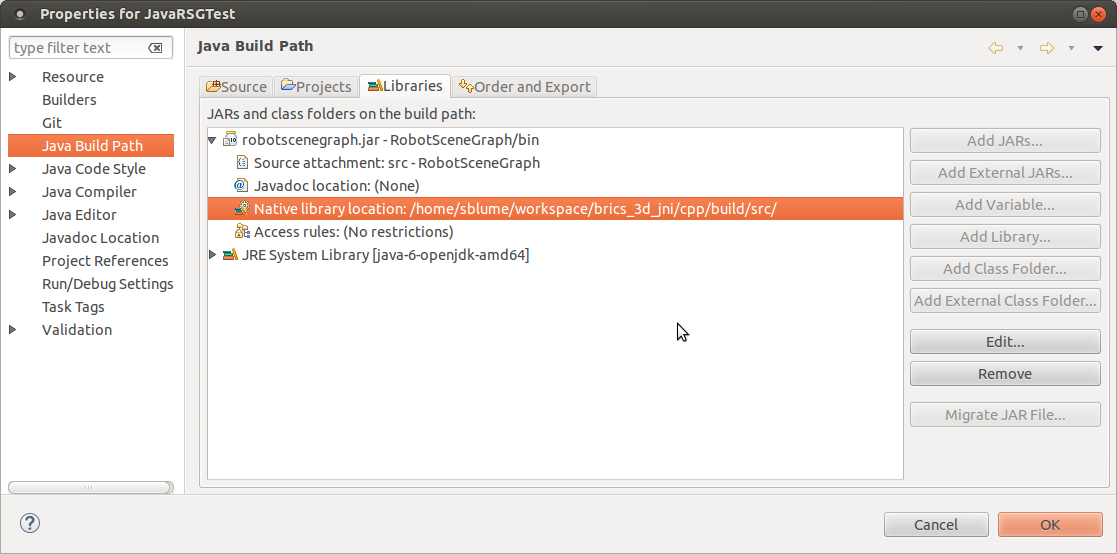 Properties for JavaRSGTest
type filter text
Resource
Builders
Git
Java Build Path
Java Code Style
Java Compiler
Java Editor
Javadoc Location
Project References
Run/Debug Settings
Task Tags
Validation
Java Build Path
Source Projects Libraries Order and Export
JARs and class folders on the build path:
robotscenegraph.jar - RobotSceneGraph/bin
Source attachment: src - RobotSceneGraph
Javadoc location: (None)
Native library location: /home/sblume/workspace/brics_3d_jni/cpp/build/src/
Access rules: (No restrictions)
JRE System Library [java-6-openjdk-amd64]
Add JARs...
Add External JARs...
Add Variable...
Add Library...
Add Class Folder...
Add External Class Folder...
Edit...
Remove
Migrate JAR File...
?
Cancel OK